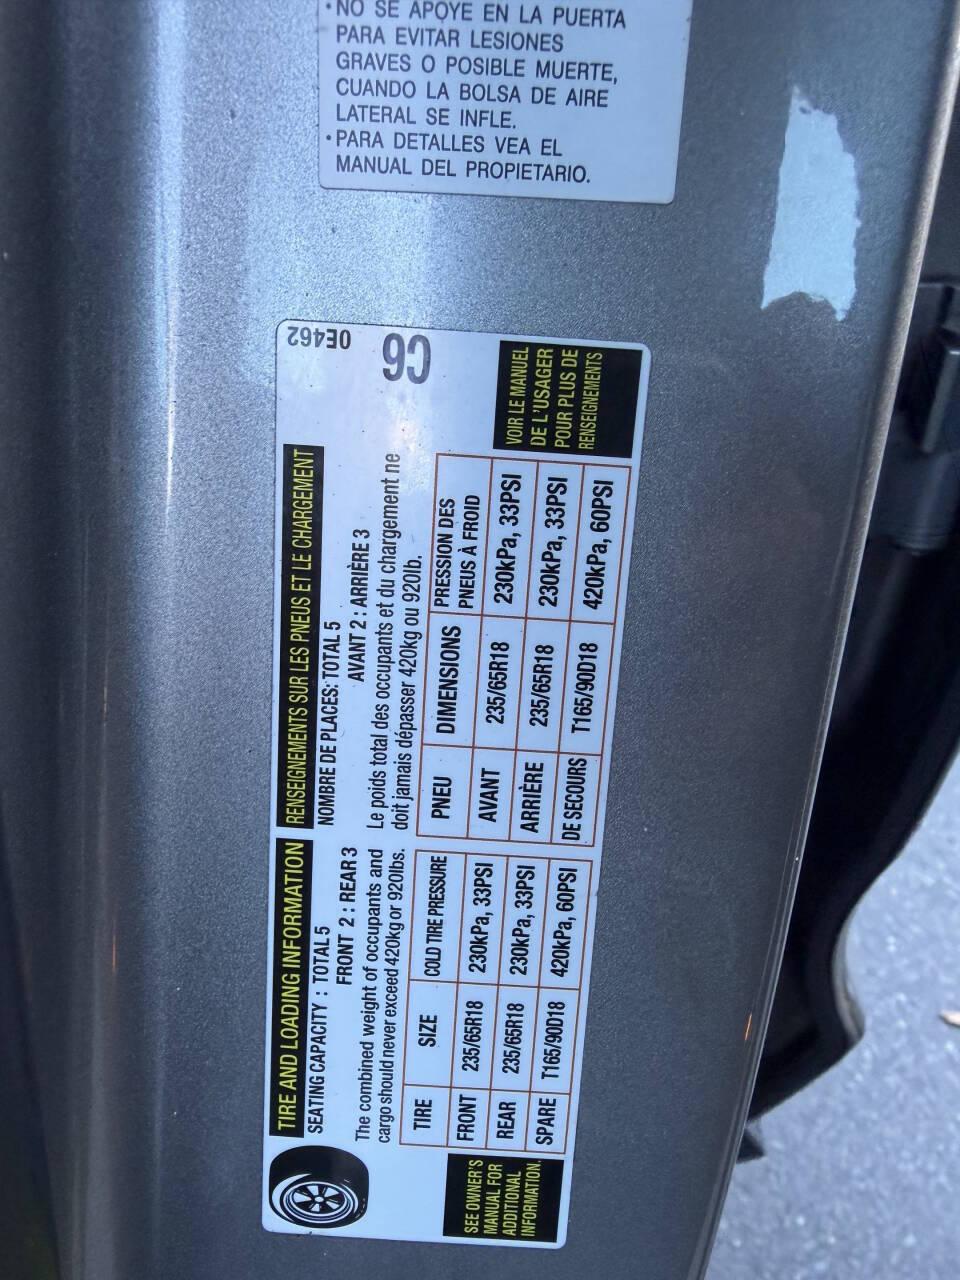 •NO SE APOYE EN LA PUERTA
PARA EVITAR LESIONES
GRAVES O POSIBLE MUERTE,
CUANDO LA BOLSA DE AIRE
LATERAL SE INFLE.
•PARA DETALLES VEA EL
MANUAL DEL PROPIETARIO.
TIRE AND LOADING INFORMATION
SEATING CAPACITY : TOTAL 5
FRONT 2 : REAR 3
The combined weight of occupants and
cargo should never exceed 420kg or 920lbs.
TIRE SIZE COLD TIRE PRESSURE
FRONT 235/65R18 230kPa, 33PSI
REAR 235/65R18 230kPa, 33PSI
SPARE T165/90D18 420kPa, 60PSI
SEE OWNER'S
MANUAL FOR
ADDITIONAL
INFORMATION.
RENSEIGNEMENTS SUR LES PNEUS ET LE CHARGEMENT
NOMBRE DE PLACES: TOTAL 5
AVANT 2 : ARRIÈRE 3
Le poids total des occupants et du chargement ne
doit jamais dépasser 420kg ou 920lb.
PNEU DIMENSIONS PRESSION DES
PNEUS À FROID
AVANT 235/65R18 230kPa, 33PSI
ARRIÈRE 235/65R18 230kPa, 33PSI
DE SECOURS T165/90D18 420kPa, 60PSI
VOIR LE MANUEL
DE L'USAGER
POUR PLUS DE
RENSEIGNEMENTS
0E462
C6